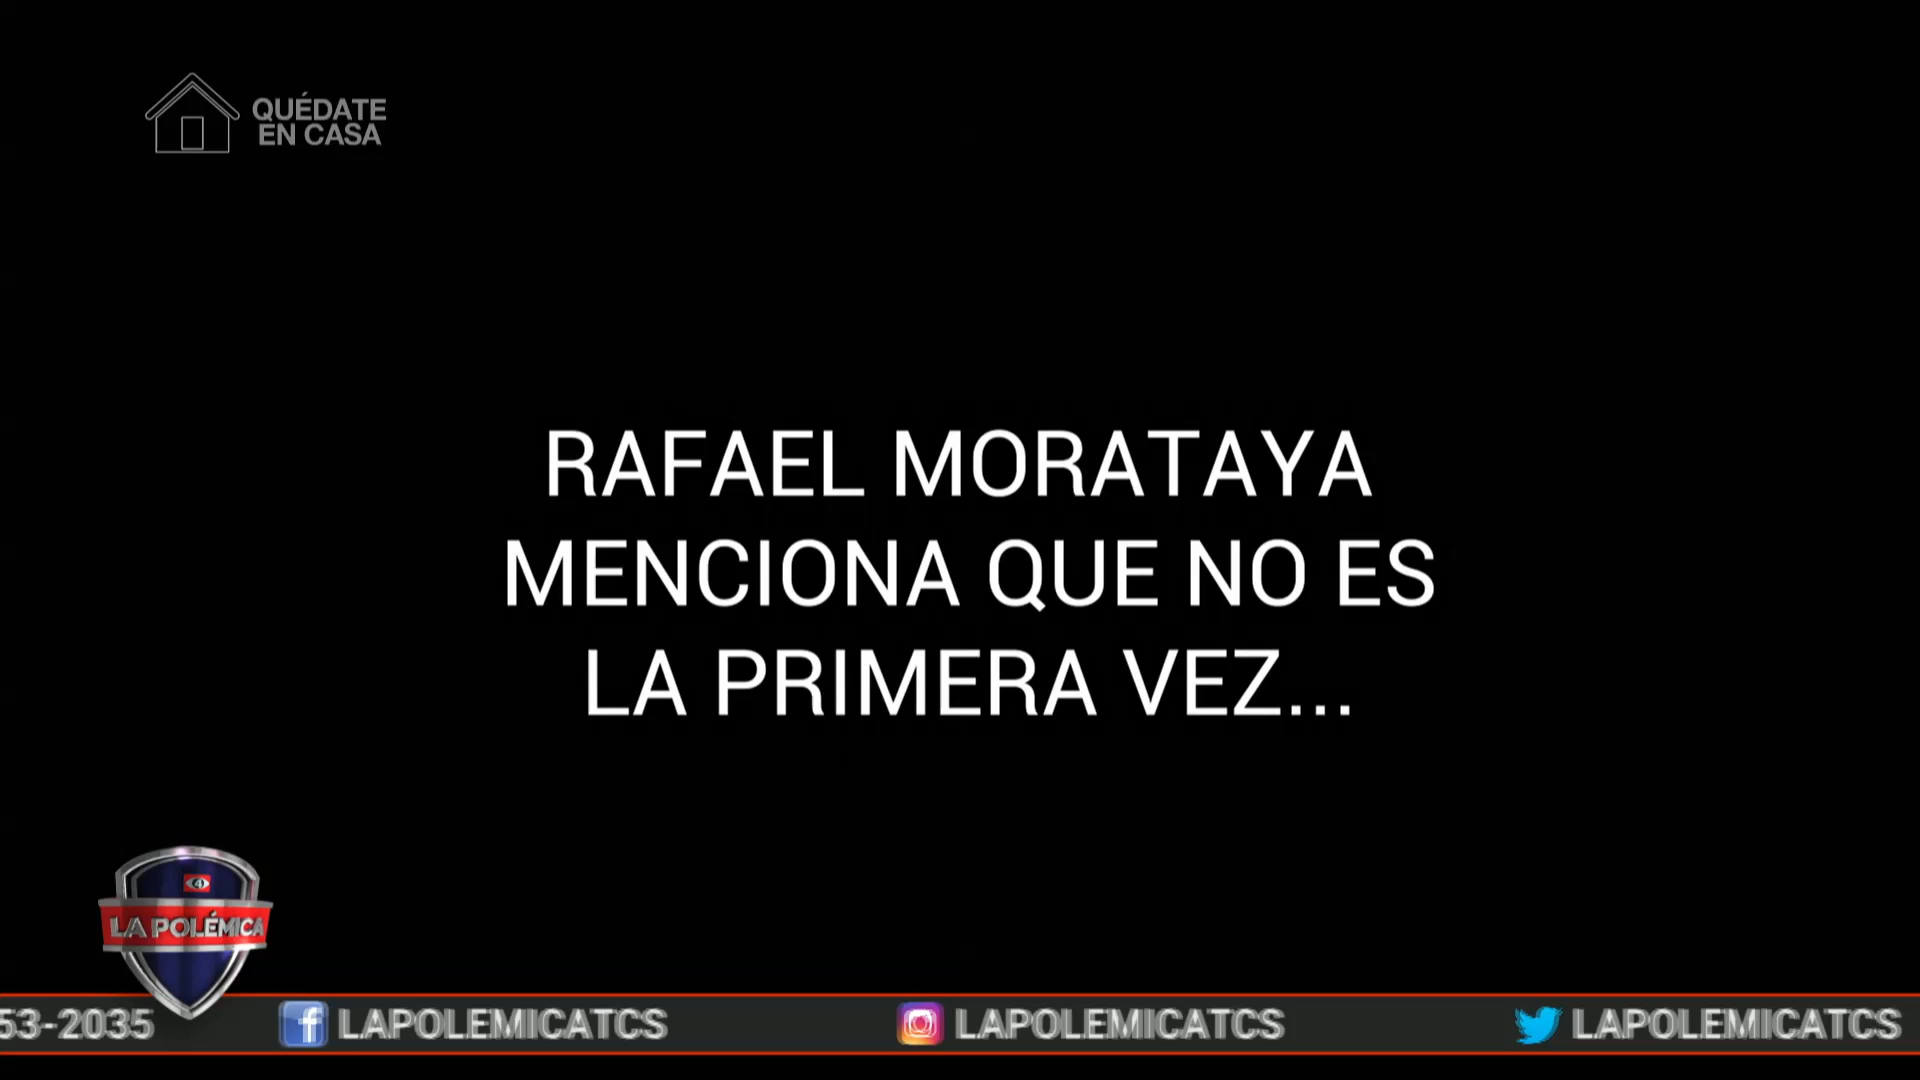 QUÉDATE
EN CASA
RAFAEL MORATAYA
MENCIONA QUE NO ES
LA PRIMERA VEZ...
4
LA POLÉMICA
53-2035 LAPOLEMICATCS LAPOLEMICATCS LAPOLEMICATCS